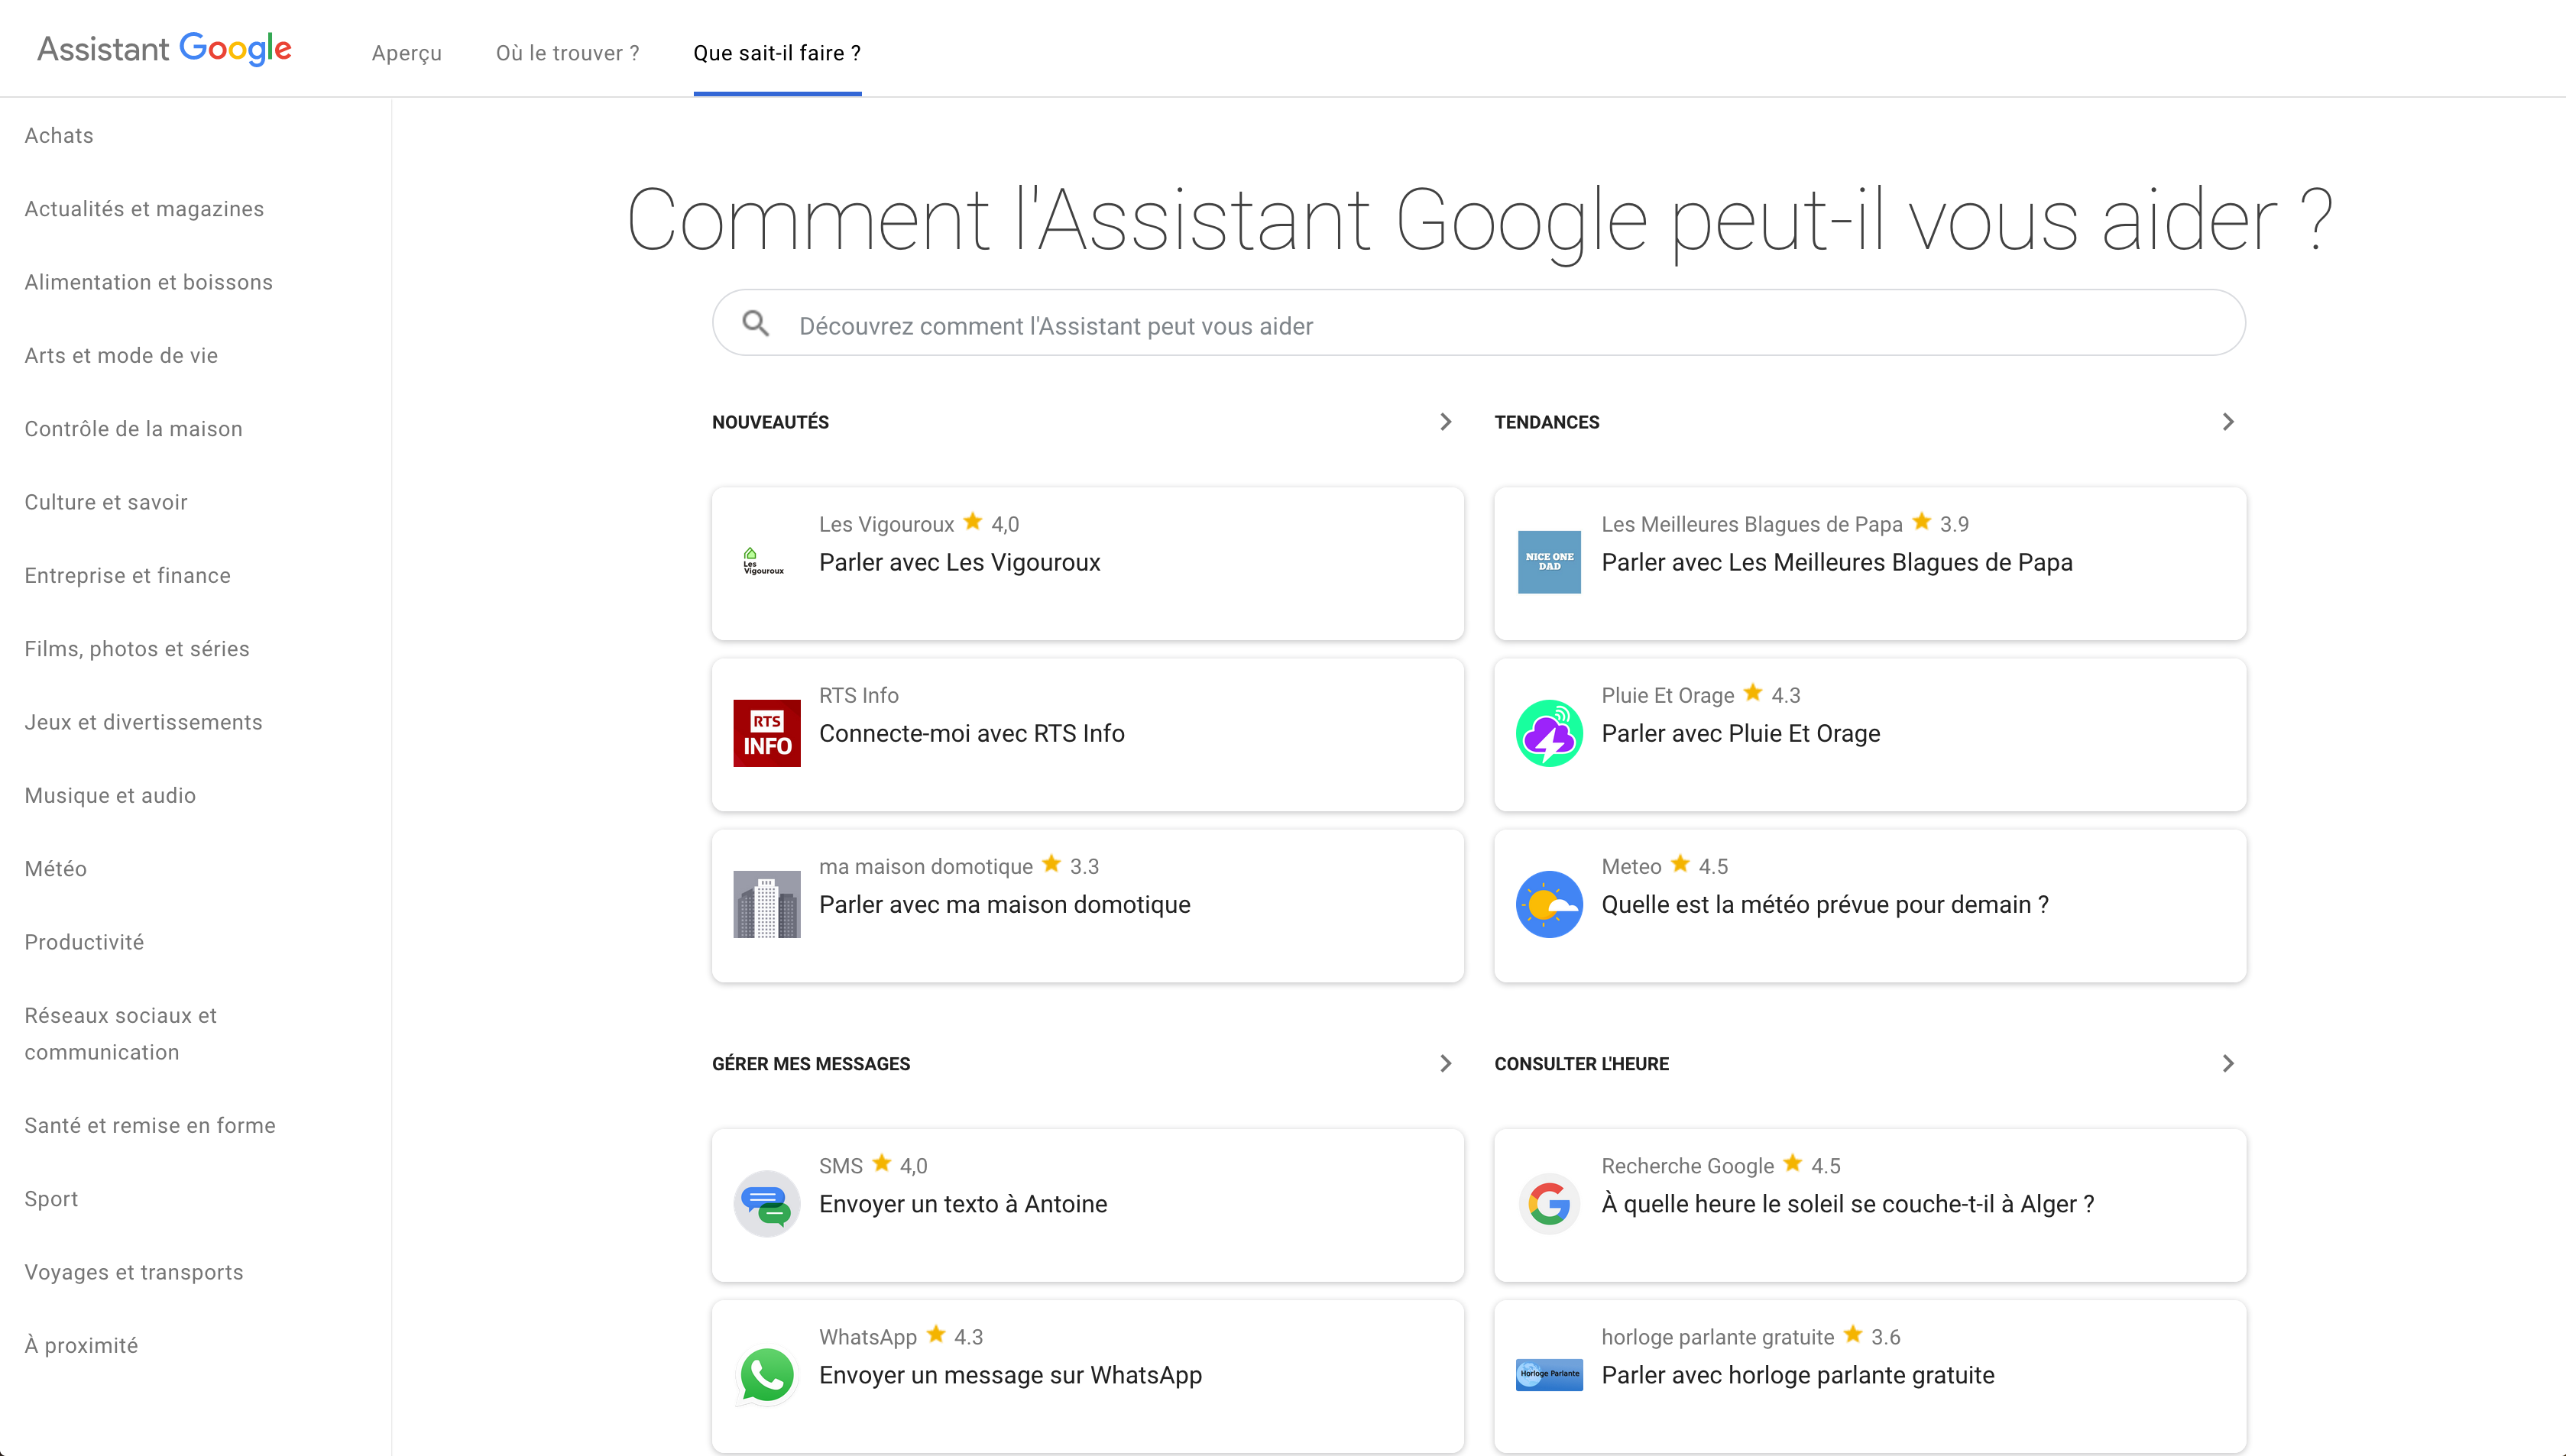 Assistant Google
Aperçu
Où le trouver ?
Que sait-il faire ?
Achats
Actualités et magazines
Alimentation et boissons
Arts et mode de vie
Contrôle de la maison
Culture et savoir
Entreprise et finance
Films, photos et séries
Jeux et divertissements
Musique et audio
Météo
Productivité
Réseaux sociaux et
communication
Santé et remise en forme
Sport
Voyages et transports
À proximité
Comment l'Assistant Google peut-il vous aider ?
Découvrez comment l'Assistant peut vous aider
NOUVEAUTÉS
Les
Vigouroux
Les Vigouroux 4,0
Parler avec Les Vigouroux
RTS
INFO
RTS Info
Connecte-moi avec RTS Info
ma maison domotique 3.3
Parler avec ma maison domotique
TENDANCES
NICE ONE
DAD
Les Meilleures Blagues de Papa 3.9
Parler avec Les Meilleures Blagues de Papa
Pluie Et Orage 4.3
Parler avec Pluie Et Orage
Meteo 4.5
Quelle est la météo prévue pour demain ?
GÉRER MES MESSAGES
SMS 4,0
Envoyer un texto à Antoine
WhatsApp 4.3
Envoyer un message sur WhatsApp
CONSULTER L'HEURE
G
Recherche Google 4.5
À quelle heure le soleil se couche-t-il à Alger ?
Horloge Parlante
horloge parlante gratuite 3.6
Parler avec horloge parlante gratuite